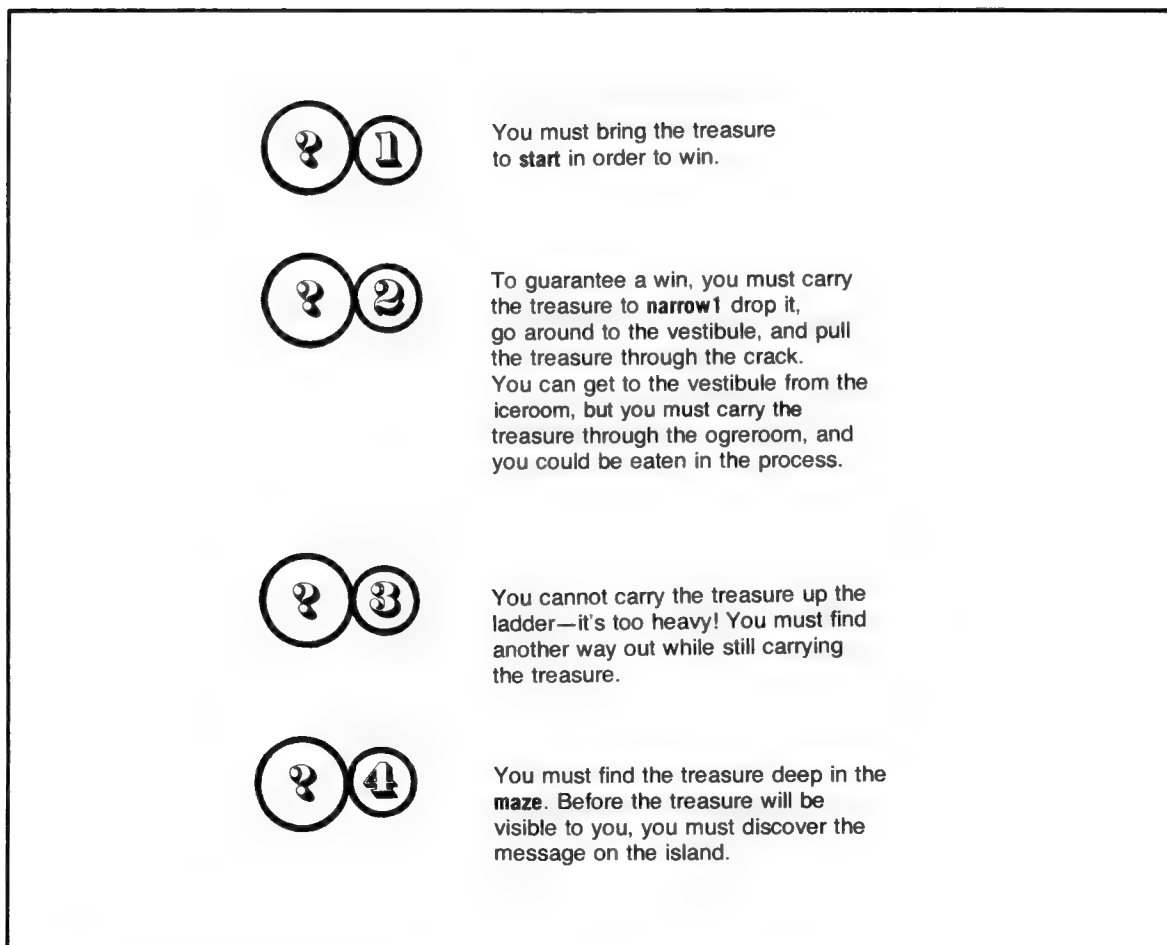 ? 1
You must bring the treasure
to start in order to win.
? 2
To guarantee a win, you must carry
the treasure to narrow1 drop it,
go around to the vestibule, and pull
the treasure through the crack.
You can get to the vestibule from the
iceroom, but you must carry the
treasure through the ogreroom, and
you could be eaten in the process.
? 3
You cannot carry the treasure up the
ladder—it's too heavy! You must find
another way out while still carrying
the treasure.
? 4
You must find the treasure deep in the
maze. Before the treasure will be
visible to you, you must discover the
message on the island.